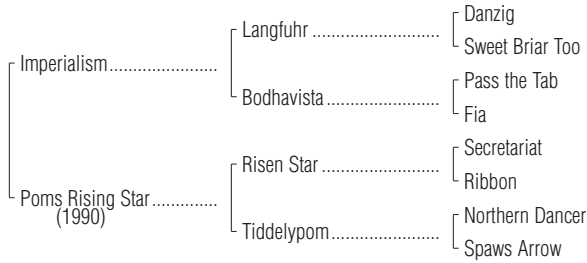 Danzig
Langfuhr ........................
Sweet Briar Too
Imperialism....................
Pass the Tab
Bodhavista.....................
Fia
Secretariat
Risen Star ......................
Ribbon
Poms Rising Star............
(1990)
Northern Dancer
Tiddelypom....................
Spaws Arrow